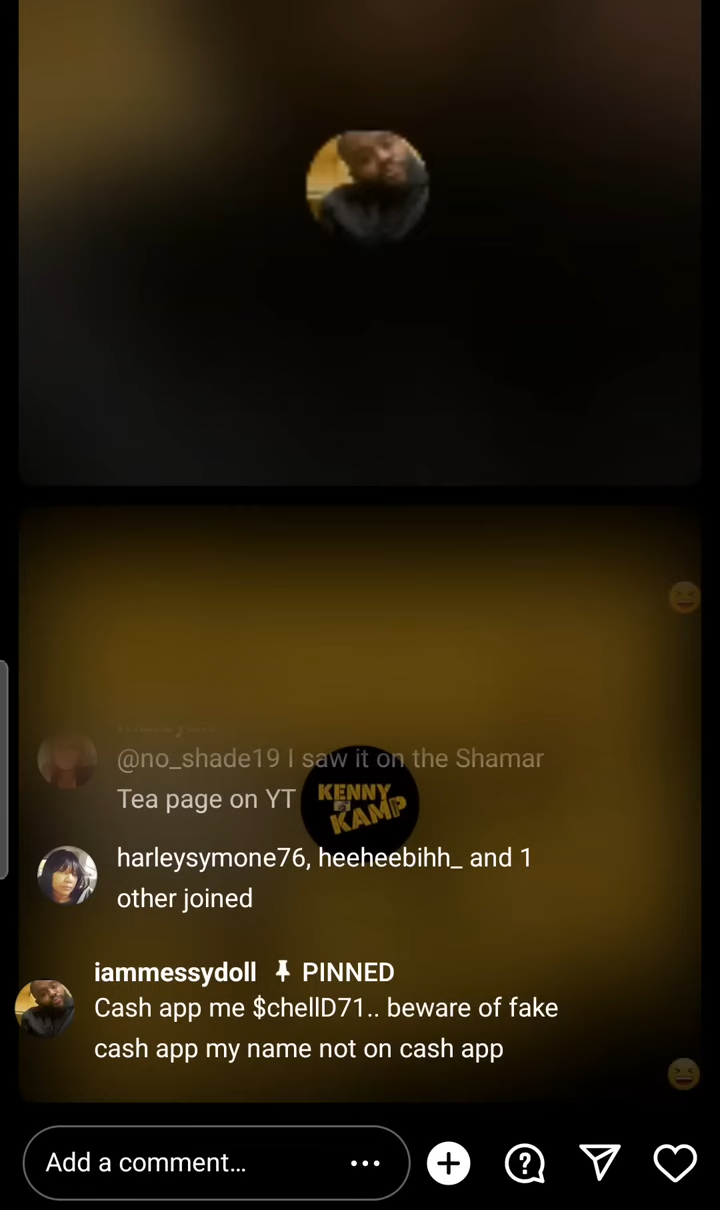 @no_shade19 I saw it on the Shamar
Tea page on YT
KENNY
KAMP
harleysymone76, heeheebihh_ and 1
other joined
iammessydoll PINNED
Cash app me $chellD71.. beware of fake
cash app my name not on cash app
Add a comment...